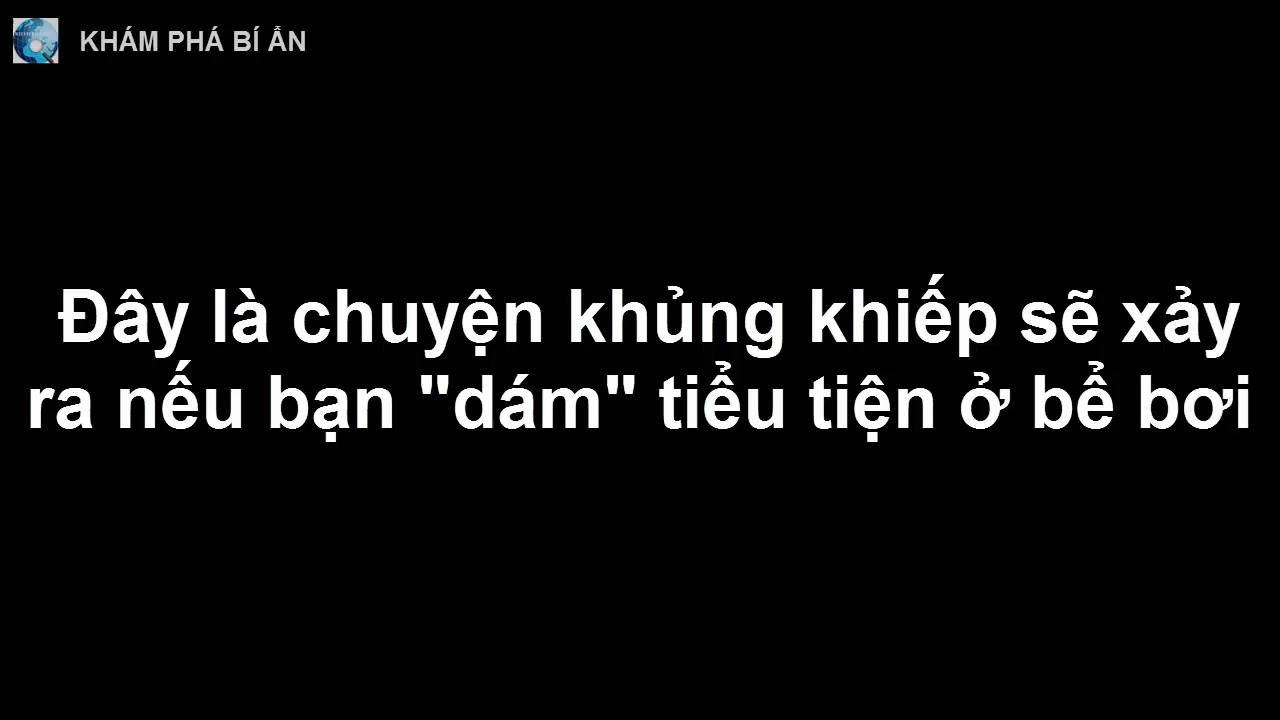 KHÁM PHÁ BÍ ẨN
Đây là chuyện khủng khiếp sẽ xảy
ra nếu bạn "dám" tiểu tiện ở bể bơi